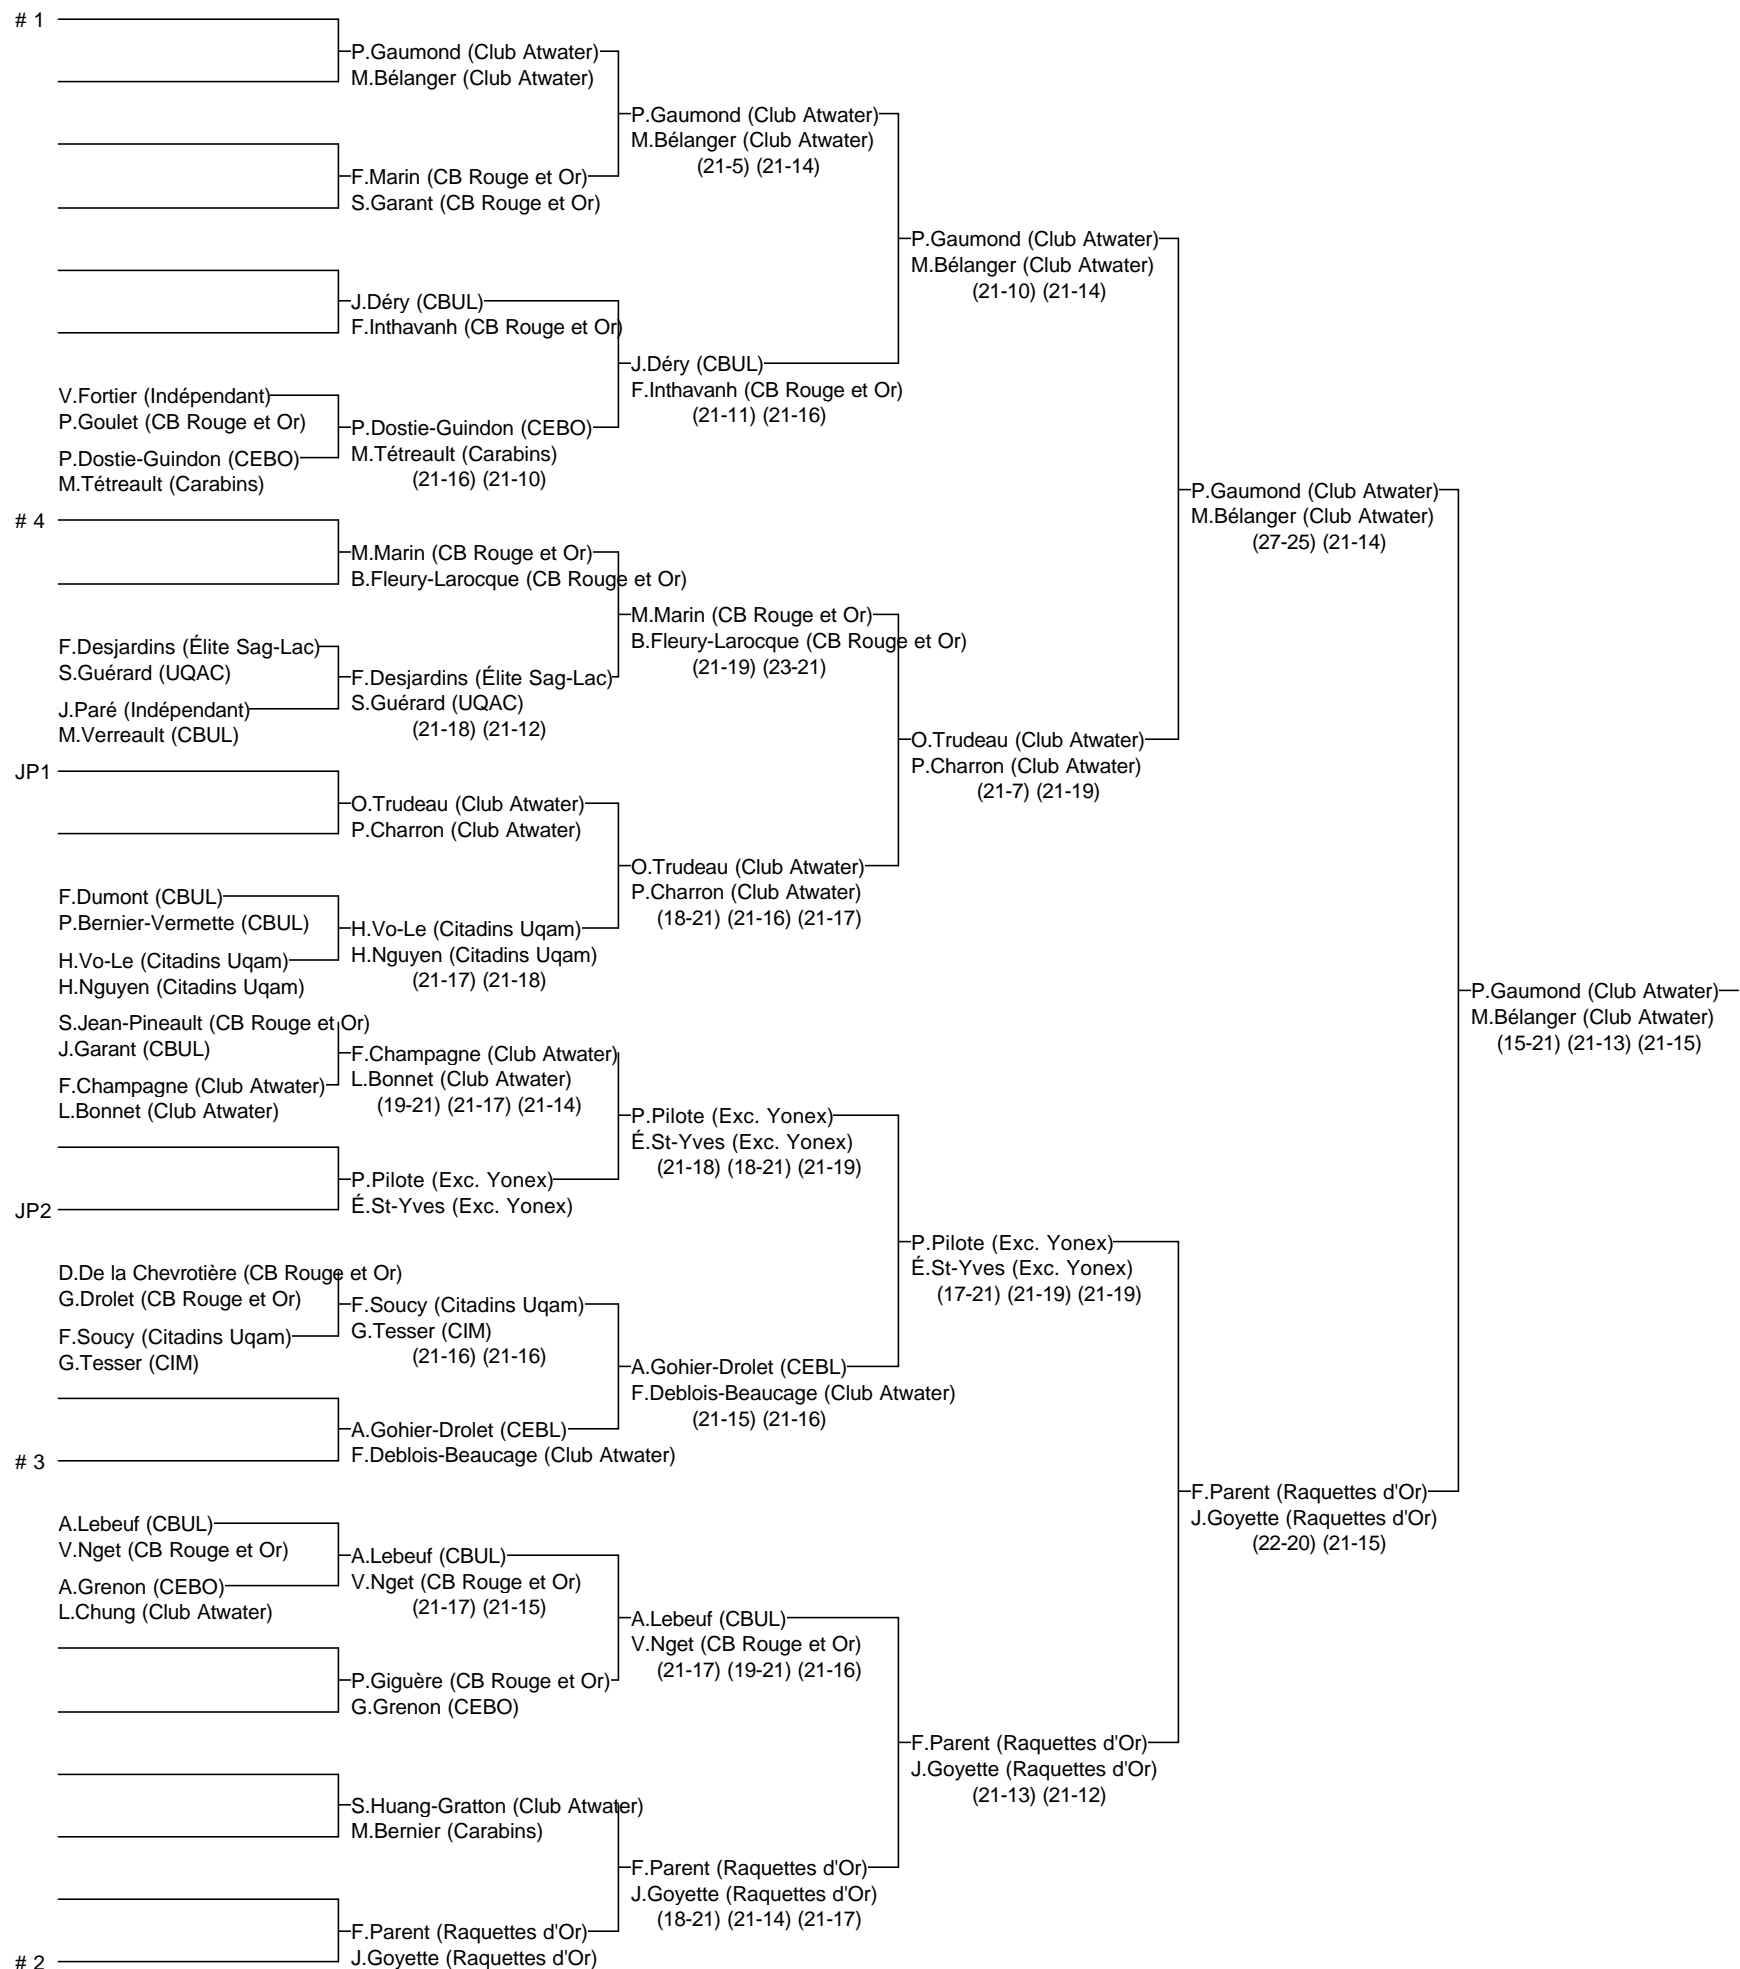 # 1
P.Gaumond (Club Atwater)
M.Bélanger (Club Atwater)
P.Gaumond (Club Atwater)
M.Bélanger (Club Atwater)
(21-5) (21-14)
F.Marin (CB Rouge et Or)
S.Garant (CB Rouge et Or)
P.Gaumond (Club Atwater)
M.Bélanger (Club Atwater)
(21-10) (21-14)
J.Déry (CBUL)
F.Inthavanh (CB Rouge et Or)
J.Déry (CBUL)
F.Inthavanh (CB Rouge et Or)
(21-11) (21-16)
V.Fortier (Indépendant)
P.Goulet (CB Rouge et Or)
P.Dostie-Guindon (CEBO)
M.Tétreault (Carabins)
(21-16) (21-10)
P.Dostie-Guindon (CEBO)
M.Tétreault (Carabins)
P.Gaumond (Club Atwater)
M.Bélanger (Club Atwater)
(27-25) (21-14)
# 4
M.Marin (CB Rouge et Or)
B.Fleury-Larocque (CB Rouge et Or)
M.Marin (CB Rouge et Or)
B.Fleury-Larocque (CB Rouge et Or)
(21-19) (23-21)
F.Desjardins (Élite Sag-Lac)
S.Guérard (UQAC)
F.Desjardins (Élite Sag-Lac)
S.Guérard (UQAC)
(21-18) (21-12)
J.Paré (Indépendant)
M.Verreault (CBUL)
O.Trudeau (Club Atwater)
P.Charron (Club Atwater)
(21-7) (21-19)
JP1
O.Trudeau (Club Atwater)
P.Charron (Club Atwater)
O.Trudeau (Club Atwater)
P.Charron (Club Atwater)
(18-21) (21-16) (21-17)
F.Dumont (CBUL)
P.Bernier-Vermette (CBUL)
H.Vo-Le (Citadins Uqam)
H.Nguyen (Citadins Uqam)
(21-17) (21-18)
H.Vo-Le (Citadins Uqam)
H.Nguyen (Citadins Uqam)
P.Gaumond (Club Atwater)
M.Bélanger (Club Atwater)
(15-21) (21-13) (21-15)
S.Jean-Pineault (CB Rouge et Or)
J.Garant (CBUL)
F.Champagne (Club Atwater)
L.Bonnet (Club Atwater)
(19-21) (21-17) (21-14)
F.Champagne (Club Atwater)
L.Bonnet (Club Atwater)
P.Pilote (Exc. Yonex)
É.St-Yves (Exc. Yonex)
(21-18) (18-21) (21-19)
P.Pilote (Exc. Yonex)
É.St-Yves (Exc. Yonex)
JP2
P.Pilote (Exc. Yonex)
É.St-Yves (Exc. Yonex)
(17-21) (21-19) (21-19)
D.De la Chevrotière (CB Rouge et Or)
G.Drolet (CB Rouge et Or)
F.Soucy (Citadins Uqam)
G.Tesser (CIM)
(21-16) (21-16)
F.Soucy (Citadins Uqam)
G.Tesser (CIM)
A.Gohier-Drolet (CEBL)
F.Deblois-Beaucage (Club Atwater)
(21-15) (21-16)
A.Gohier-Drolet (CEBL)
F.Deblois-Beaucage (Club Atwater)
# 3
F.Parent (Raquettes d'Or)
J.Goyette (Raquettes d'Or)
(22-20) (21-15)
A.Lebeuf (CBUL)
V.Nget (CB Rouge et Or)
A.Lebeuf (CBUL)
V.Nget (CB Rouge et Or)
(21-17) (21-15)
A.Grenon (CEBO)
L.Chung (Club Atwater)
A.Lebeuf (CBUL)
V.Nget (CB Rouge et Or)
(21-17) (19-21) (21-16)
P.Giguère (CB Rouge et Or)
G.Grenon (CEBO)
F.Parent (Raquettes d'Or)
J.Goyette (Raquettes d'Or)
(21-13) (21-12)
S.Huang-Gratton (Club Atwater)
M.Bernier (Carabins)
F.Parent (Raquettes d'Or)
J.Goyette (Raquettes d'Or)
(18-21) (21-14) (21-17)
F.Parent (Raquettes d'Or)
J.Goyette (Raquettes d'Or)
# 2